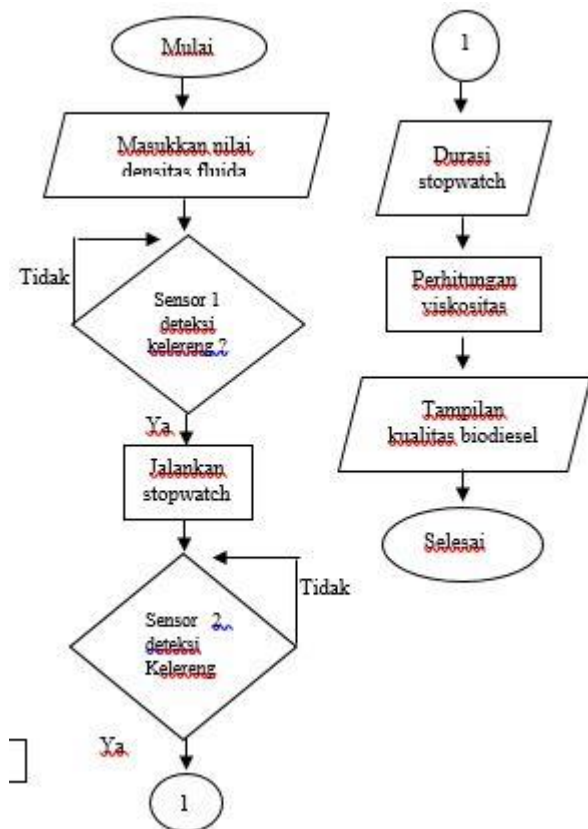 Mulai
Masukkan nilai
densitas fluida
Tidak
Sensor 1
deteksi
kelereng ?
Ya
Jalankan
stopwatch
Tidak
Sensor 2
deteksi
Kelereng
Ya
1
1
Durasi
stopwatch
Perhitungan
viskositas
Tampilan
kualitas biodiesel
Selesai